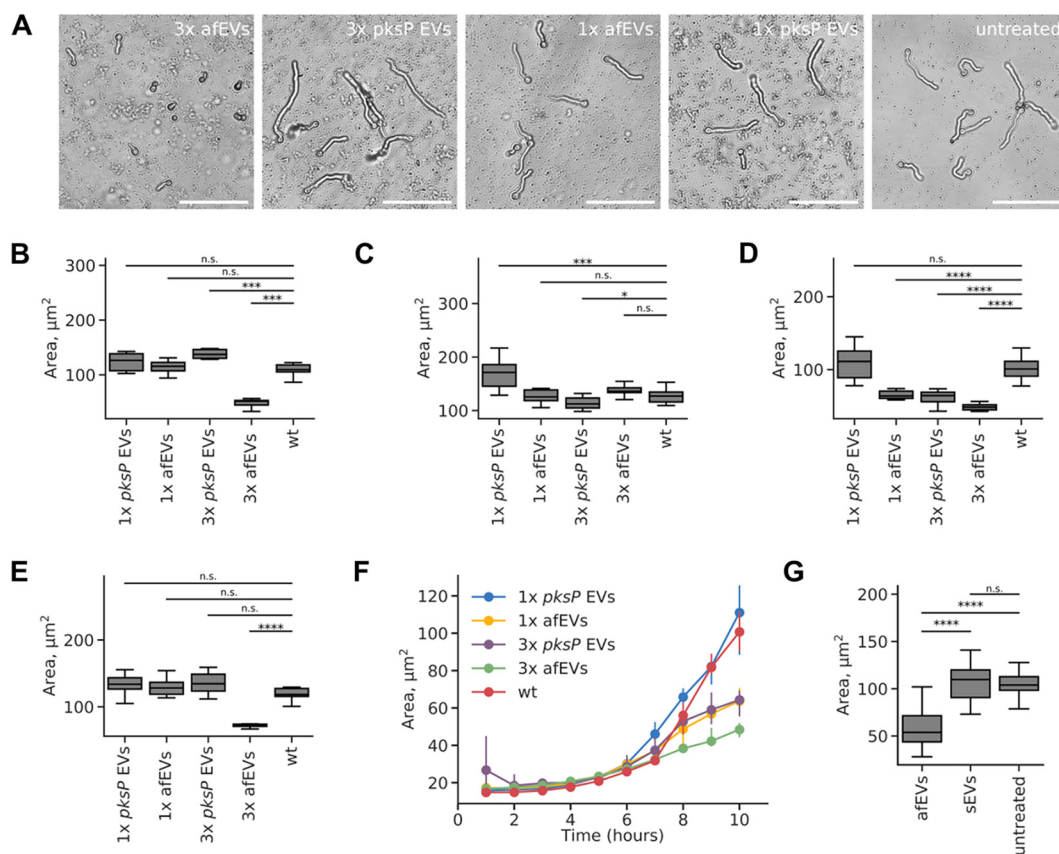 A
3x afEVs
3x pksP EVs
1x afEVs
1x pksP EVs
untreated
B
Area, µm²
300
200
100
n.s.
n.s.
***
***
1x pksP EVs
1x afEVs
3x pksP EVs
3x afEVs
wt
C
Area, µm²
300
200
100
***
n.s.
*
n.s.
1x pksP EVs
1x afEVs
3x pksP EVs
3x afEVs
wt
D
Area, µm²
200
100
n.s.
****
****
****
1x pksP EVs
1x afEVs
3x pksP EVs
3x afEVs
wt
E
Area, µm²
200
100
n.s.
n.s.
n.s.
****
1x pksP EVs
1x afEVs
3x pksP EVs
3x afEVs
wt
F
Area, µm²
120
100
80
60
40
20
1x pksP EVs
1x afEVs
3x pksP EVs
3x afEVs
wt
0 2 4 6 8 10
Time (hours)
G
Area, µm²
200
150
100
50
n.s.
****
****
afEVs
sEVs
untreated